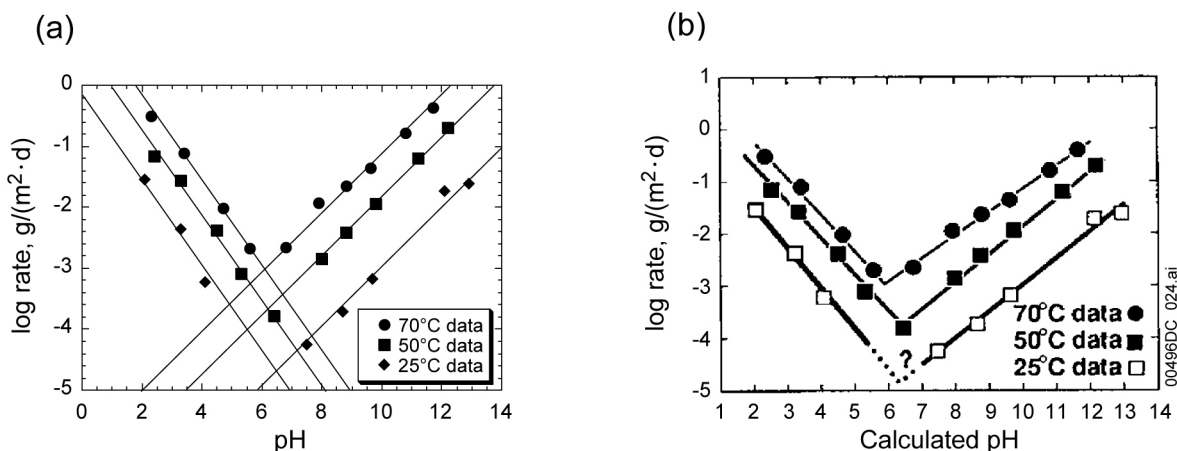 (a)
0
-1
-2
-3
-4
-5
log rate, g/(m²·d)
0 2 4 6 8 10 12 14
pH
70°C data
50°C data
25°C data
(b)
1
0
-1
-2
-3
-4
-5
log rate, g/(m²·d)
1 2 3 4 5 6 7 8 9 10 11 12 13 14
Calculated pH
?
70°C data
50°C data
25°C data
00496DC_024.ai